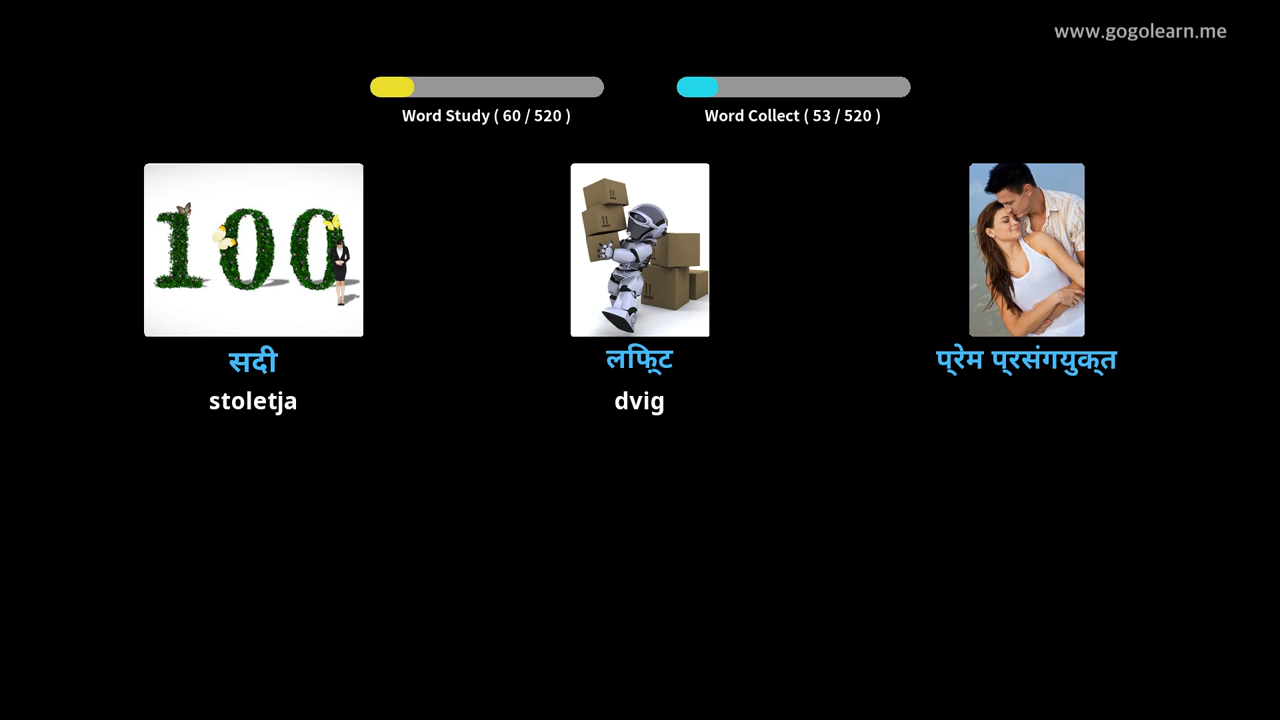 www.gogolearn.me
Word Study ( 60 / 520 )
Word Collect ( 53 / 520 )
सदी
लफ़्टि
प्रेम प्रसंगयुक्त
stoletja
dvig